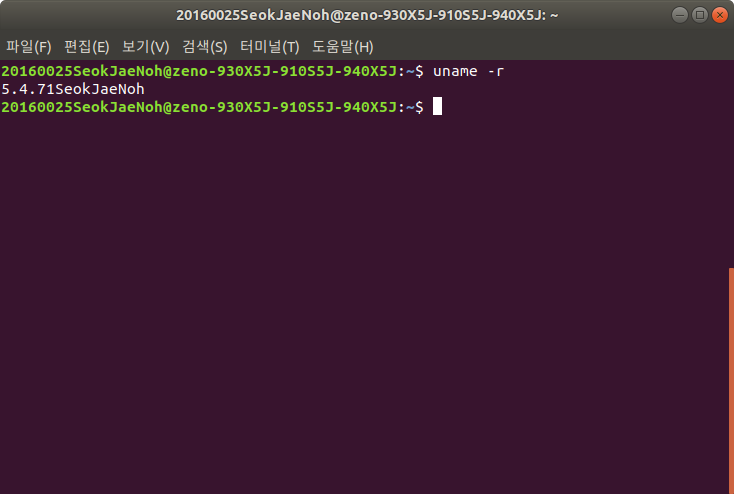 20160025SeokJaeNoh@zeno-930X5J-910S5J-940X5J: ~
파일(F) 편집(E) 보기(V) 검색(S) 터미널(T) 도움말(H)
20160025SeokJaeNoh@zeno-930X5J-910S5J-940X5J:~$ uname -r
5.4.71SeokJaeNoh
20160025SeokJaeNoh@zeno-930X5J-910S5J-940X5J:~$